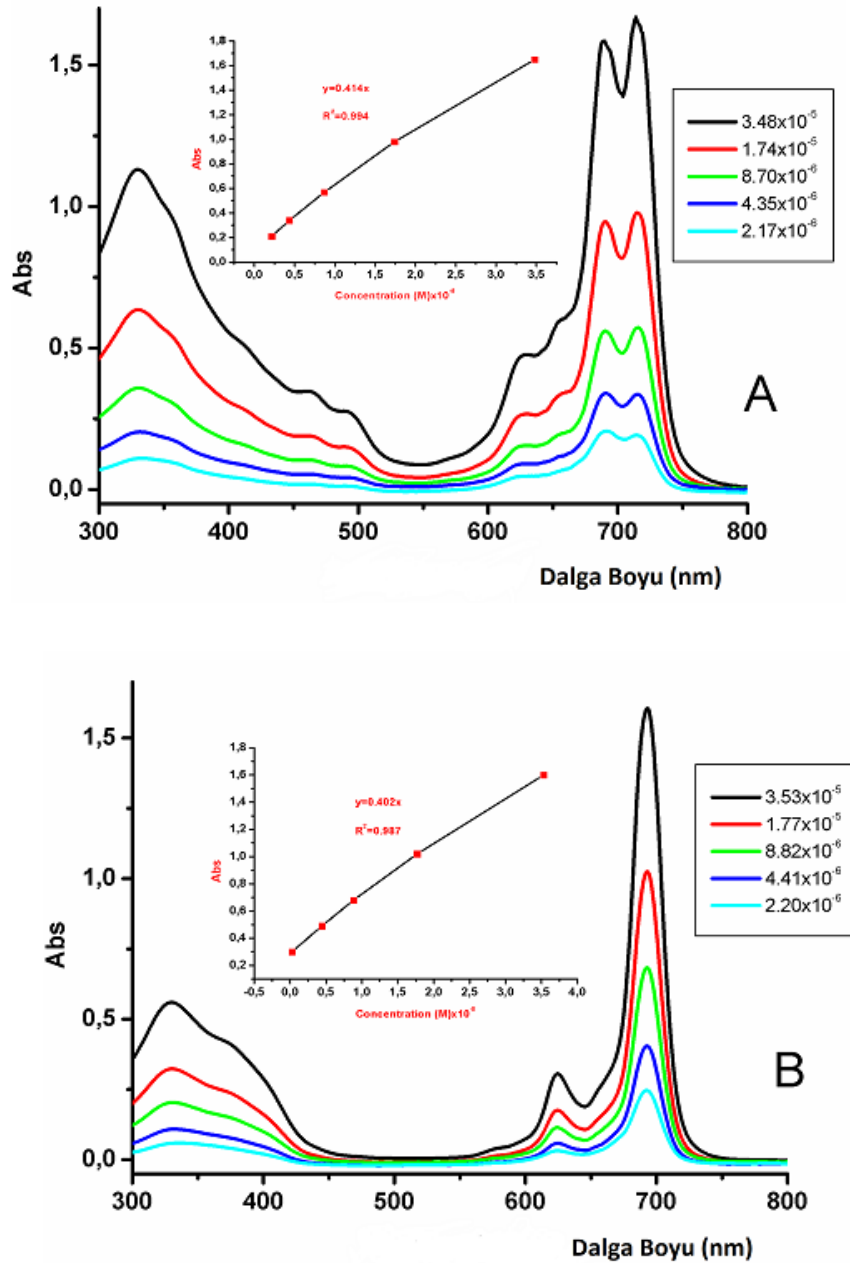 1,5
1,0
0,5
0,0
Abs
300 400 500 600 700 800
Dalga Boyu (nm)
A
3.48x10⁻⁵
1.74x10⁻⁵
8.70x10⁻⁶
4.35x10⁻⁶
2.17x10⁻⁶
1,8
1,6
1,4
1,2
1,0
0,8
0,6
0,4
0,2
0,0
Abs
y=0.414x
R²=0.994
0,0 0,5 1,0 1,5 2,0 2,5 3,0 3,5
Concentration (M)x10
1,5
1,0
0,5
0,0
Abs
300 400 500 600 700 800
Dalga Boyu (nm)
B
3.53x10⁻⁵
1.77x10⁻⁵
8.82x10⁻⁶
4.41x10⁻⁶
2.20x10⁻⁶
1,8
1,6
1,4
1,2
1,0
0,8
0,6
0,4
0,2
Abs
y=0.402x
R²=0.987
-0,5 0,0 0,5 1,0 1,5 2,0 2,5 3,0 3,5 4,0
Concentration (M)x10